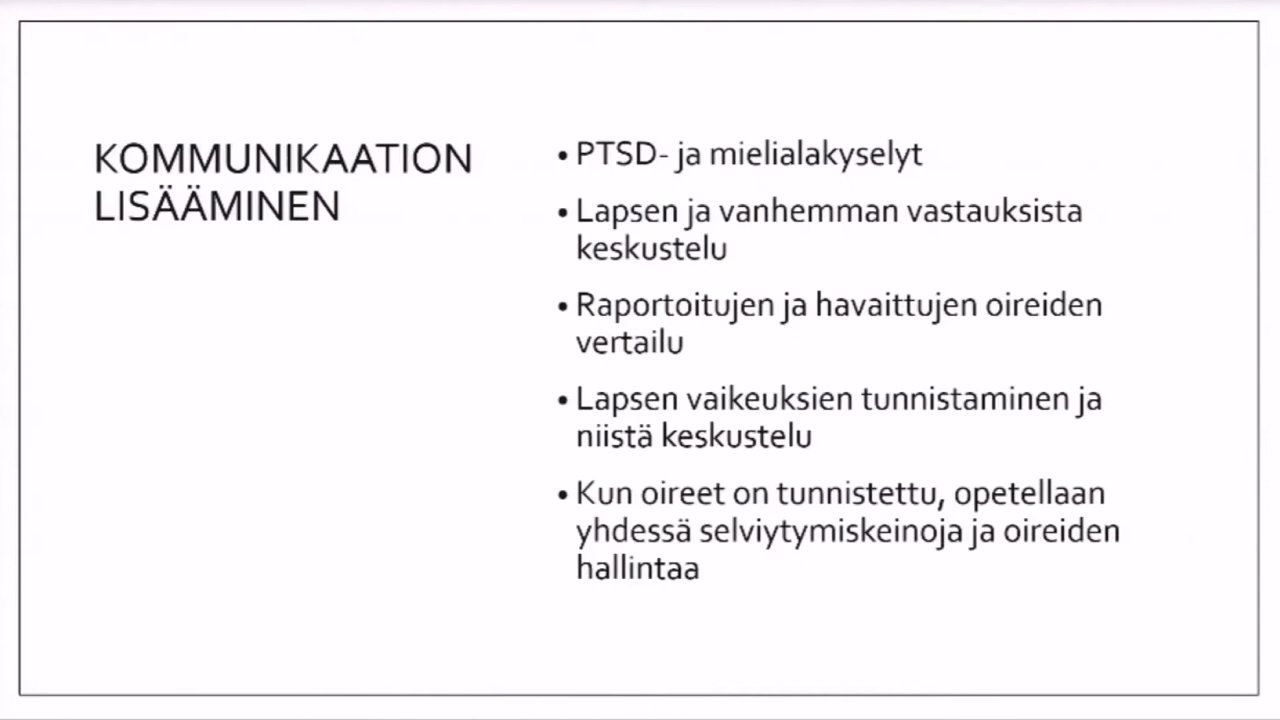 KOMMUNIKAATION
LISÄÄMINEN
• PTSD- ja mielialakyselyt
• Lapsen ja vanhemman vastauksista
keskustelu
• Raportoitujen ja havaittujen oireiden
vertailu
• Lapsen vaikeuksien tunnistaminen ja
niistä keskustelu
• Kun oireet on tunnistettu, opetellaan
yhdessä selviytymiskeinoja ja oireiden
hallintaa